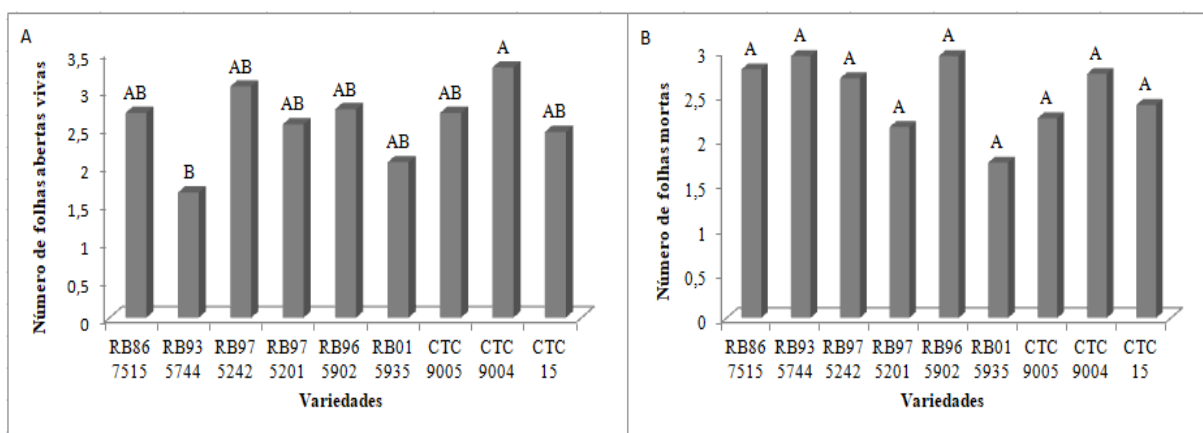 A
Número de folhas abertas vivas
3,5
3
2,5
2
1,5
1
0,5
0
AB
B
AB
AB
AB
AB
AB
A
AB
RB86 RB93 RB97 RB97 RB96 RB01 CTC CTC CTC
7515 5744 5242 5201 5902 5935 9005 9004 15
Variedades
B
Número de folhas mortas
3
2,5
2
1,5
1
0,5
0
A
A
A
A
A
A
A
A
A
RB86 RB93 RB97 RB97 RB96 RB01 CTC CTC CTC
7515 5744 5242 5201 5902 5935 9005 9004 15
Variedades